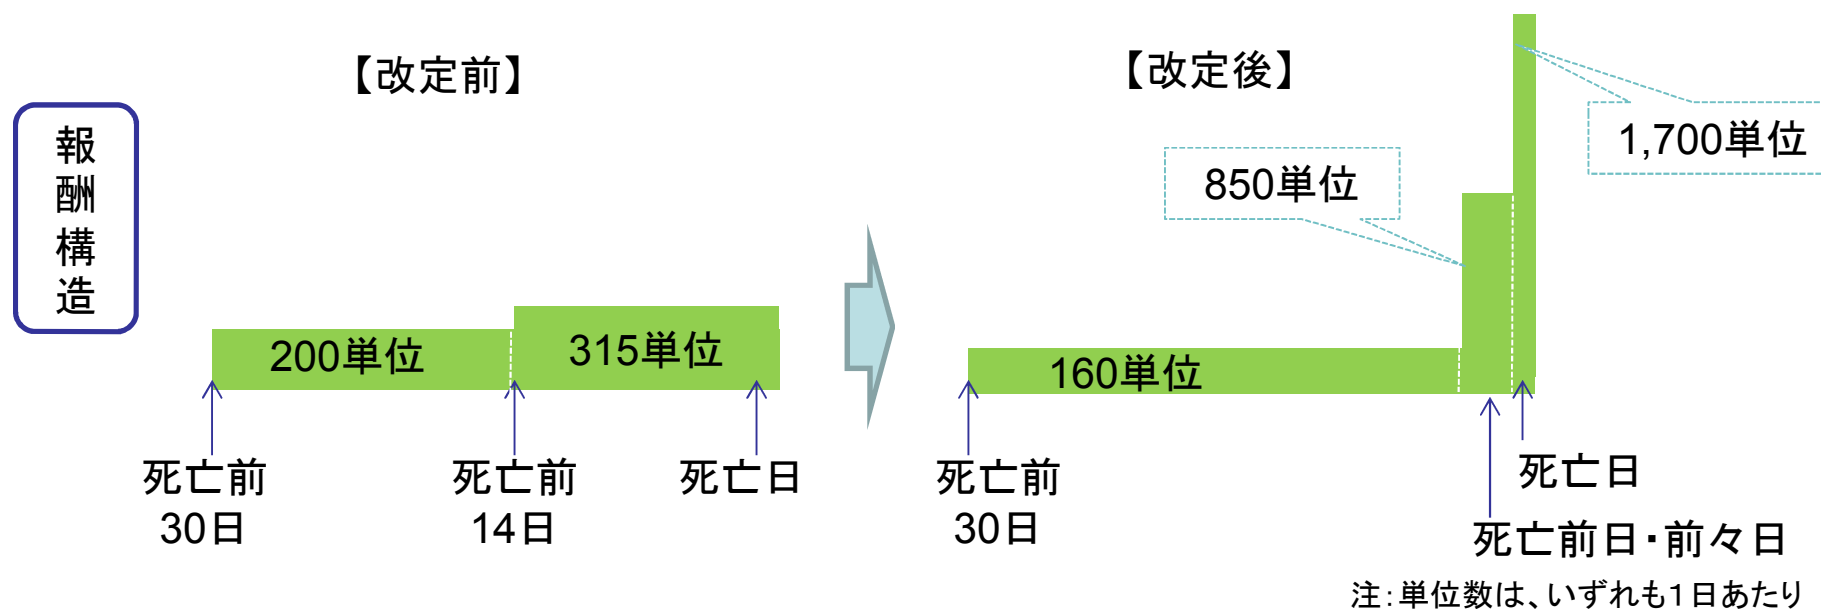 【改定前】
【改定後】
報
酬
構
造
1,700単位
850単位
200単位
315単位
160単位
死亡前
30日
死亡前
14日
死亡日
死亡前
30日
死亡日
死亡前日・前々日
注：単位数は、いずれも1日あたり